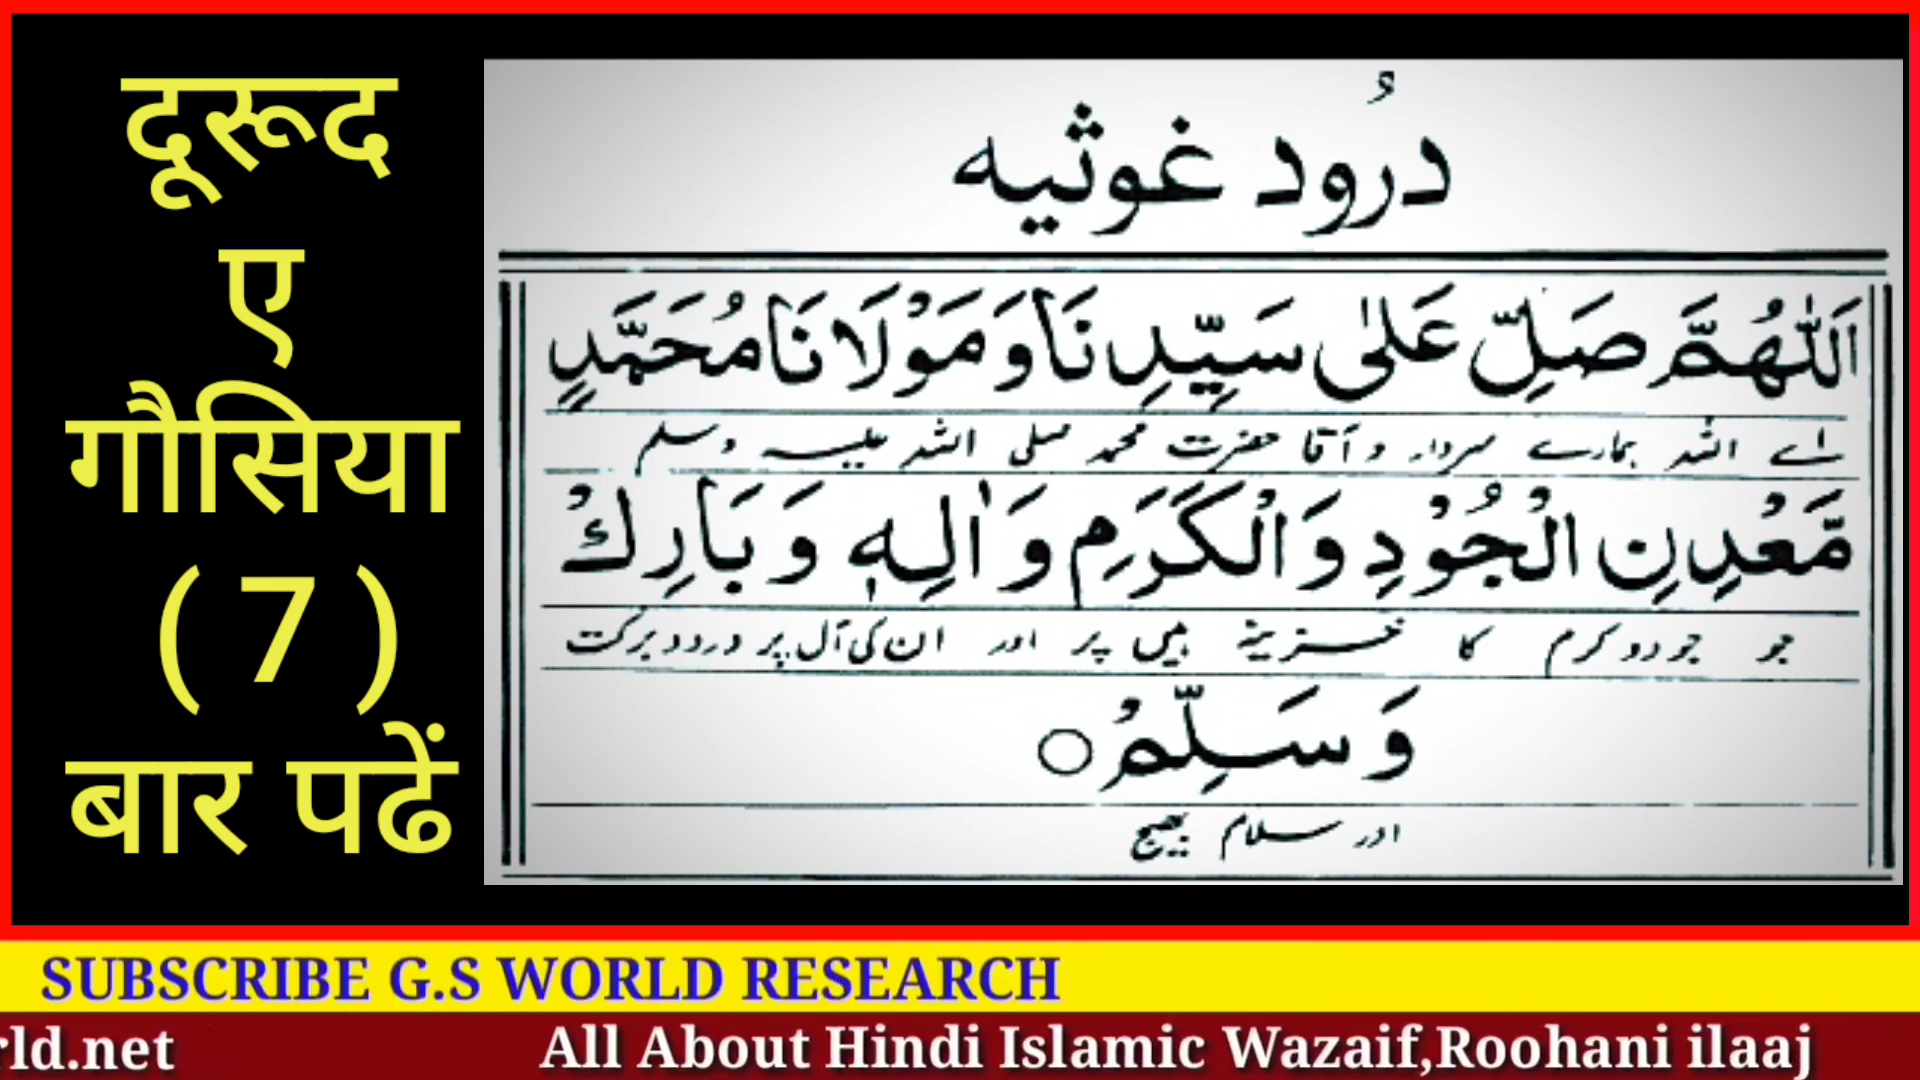 दूरूद
ए
गौसिया
(7)
बार पढें
دُرود غوثیہ
اَللّٰهُمَّ صَلِّ عَلٰى سَيِّدِنَا وَمَوْلَانَا مُحَمَّدٍ
اے اللہ ہمارے سردار و آقا حضرت محمد صلی اللہ علیہ وسلم
مَّعْدِنِ الْجُوْدِ وَالْكَرَمِ وَاٰلِهٖ وَبَارِكْ
جو جود و کرم کا خزینہ ہیں پر اور ان کی آل پر درود برکت
وَسَلِّمْ○
اور سلام بھیج
SUBSCRIBE G.S WORLD RESEARCH
rld.net All About Hindi Islamic Wazaif,Roohani ilaaj